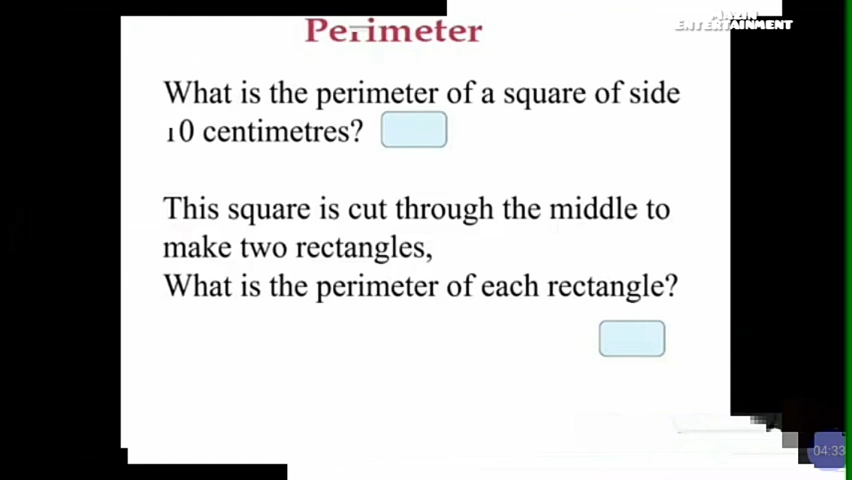 ENTERTAINMENT
Perimeter
What is the perimeter of a square of side
10 centimetres?
This square is cut through the middle to
make two rectangles,
What is the perimeter of each rectangle?
04:33